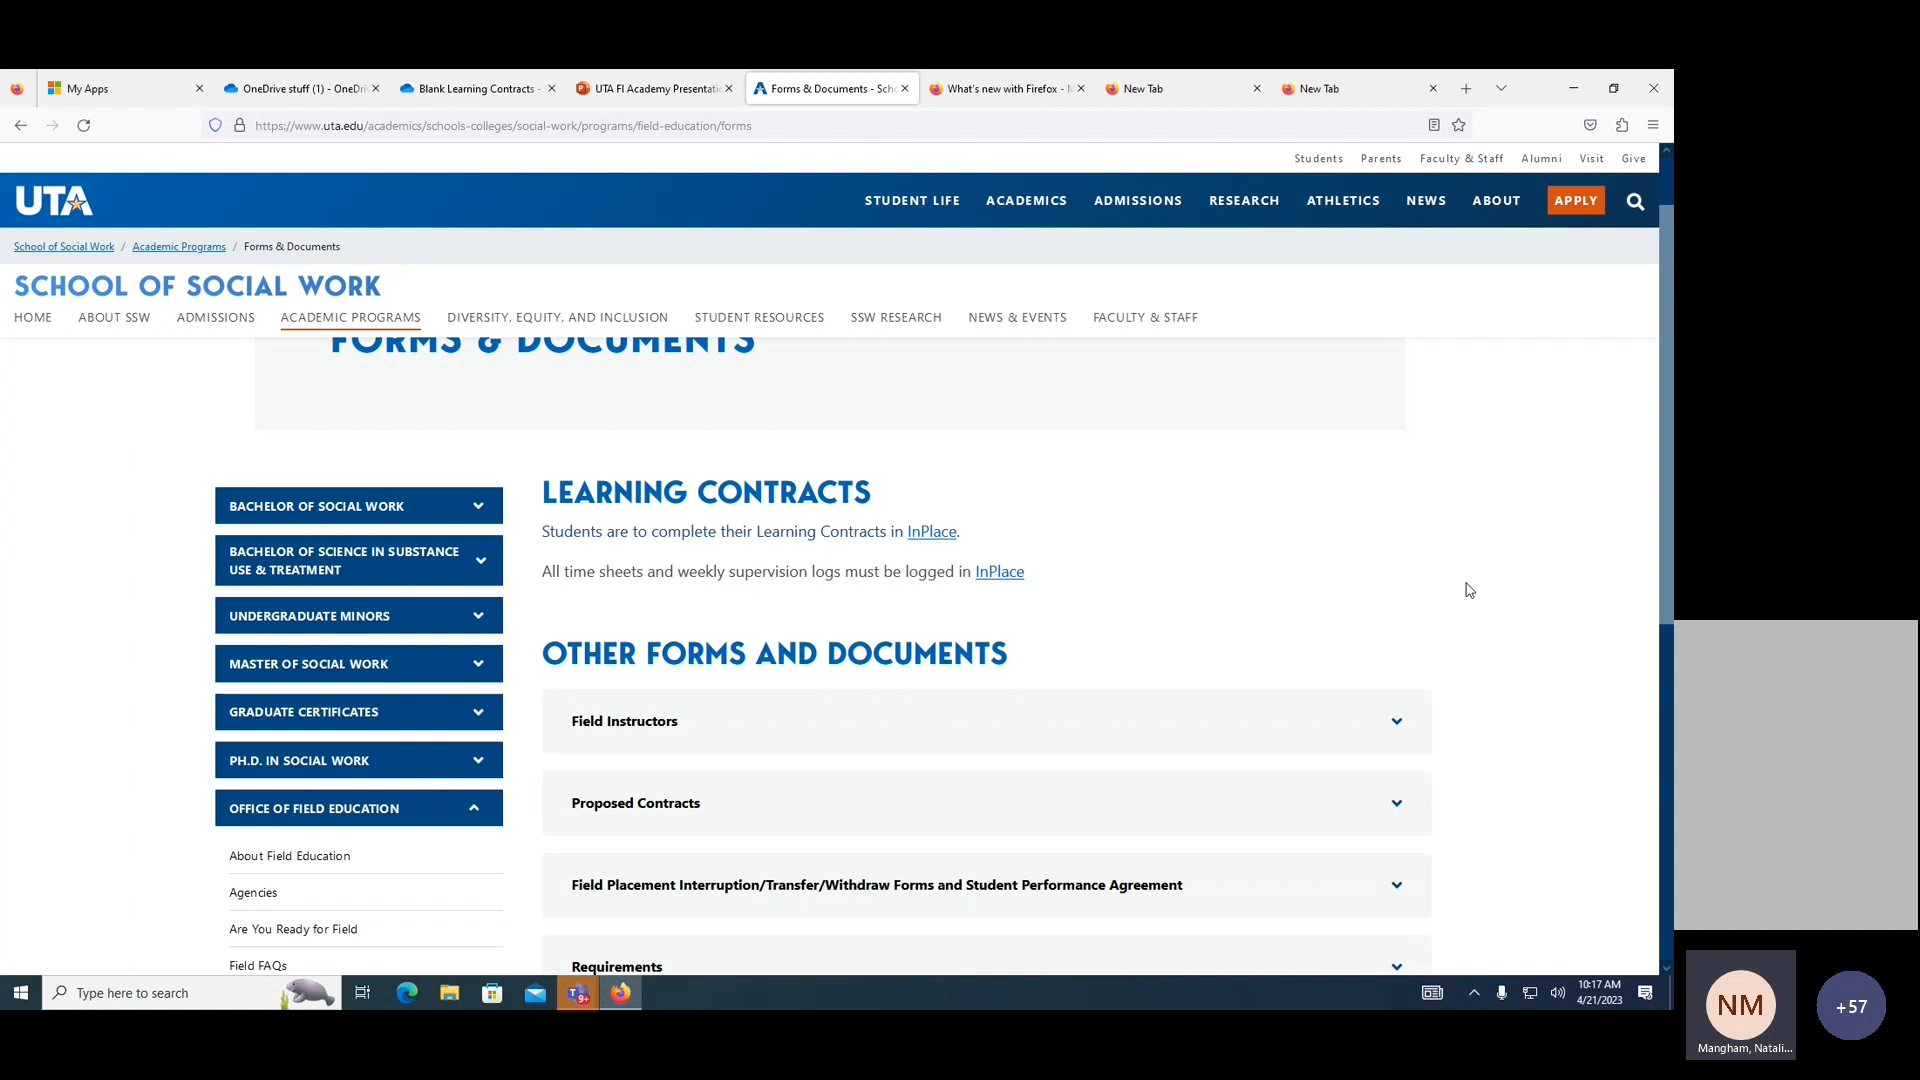 My Apps
OneDrive stuff (1) - OneDri
Blank Learning Contracts -
UTA FI Academy Presentatio
Forms & Documents - Scho
What's new with Firefox - M
New Tab
New Tab
https://www.uta.edu/academics/schools-colleges/social-work/programs/field-education/forms
Students Parents Faculty & Staff Alumni Visit Give
UTA
STUDENT LIFE ACADEMICS ADMISSIONS RESEARCH ATHLETICS NEWS ABOUT APPLY
School of Social Work / Academic Programs / Forms & Documents
SCHOOL OF SOCIAL WORK
HOME ABOUT SSW ADMISSIONS ACADEMIC PROGRAMS DIVERSITY, EQUITY, AND INCLUSION STUDENT RESOURCES SSW RESEARCH NEWS & EVENTS FACULTY & STAFF
FORMS & DOCUMENTS
BACHELOR OF SOCIAL WORK
BACHELOR OF SCIENCE IN SUBSTANCE
USE & TREATMENT
UNDERGRADUATE MINORS
MASTER OF SOCIAL WORK
GRADUATE CERTIFICATES
PH.D. IN SOCIAL WORK
OFFICE OF FIELD EDUCATION
About Field Education
Agencies
Are You Ready for Field
Field FAQs
LEARNING CONTRACTS
Students are to complete their Learning Contracts in InPlace.
All time sheets and weekly supervision logs must be logged in InPlace
OTHER FORMS AND DOCUMENTS
Field Instructors
Proposed Contracts
Field Placement Interruption/Transfer/Withdraw Forms and Student Performance Agreement
Requirements
Type here to search
9+
10:17 AM
4/21/2023
NM
Mangham, Natali...
+57